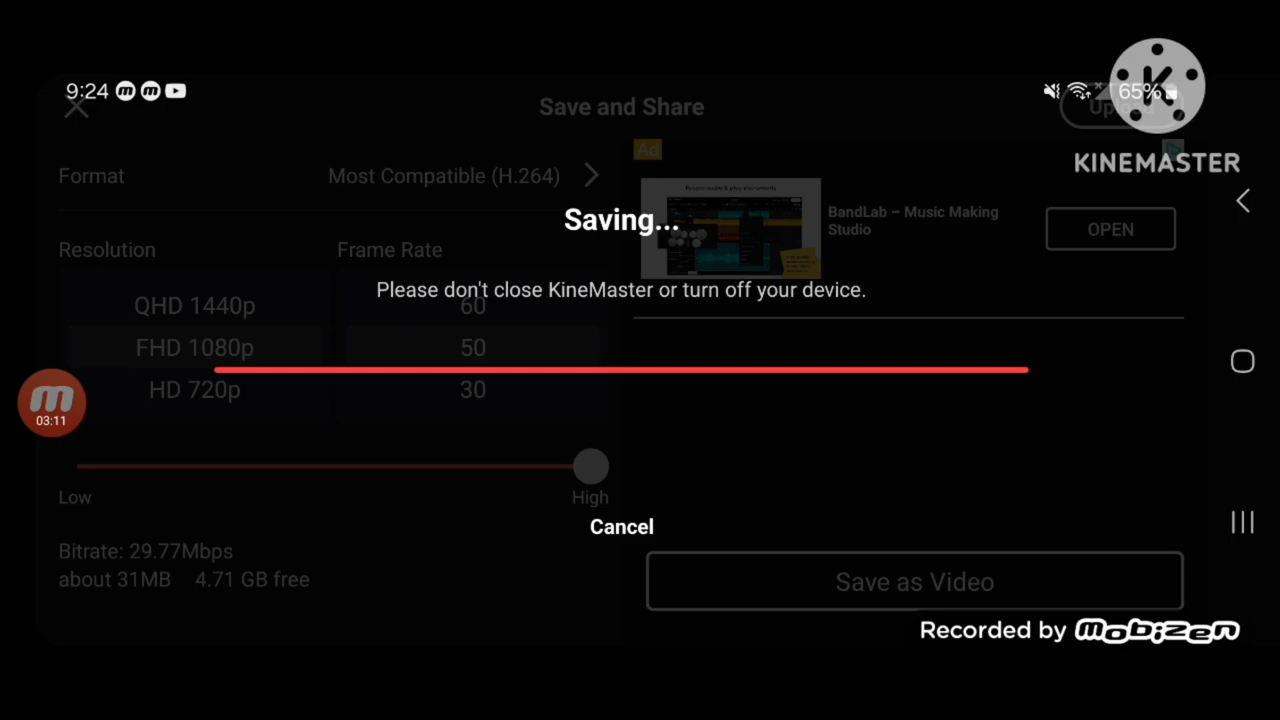 9:24
65%
Save and Share
KINEMASTER
Ad
Format
Most Compatible (H.264)
BandLab – Music Making
Studio
OPEN
Saving...
Resolution
Frame Rate
Please don't close KineMaster or turn off your device.
QHD 1440p
60
FHD 1080p
50
HD 720p
30
m
03:11
Low
High
Cancel
Bitrate: 29.77Mbps
about 31MB 4.71 GB free
Save as Video
Recorded by mobizen